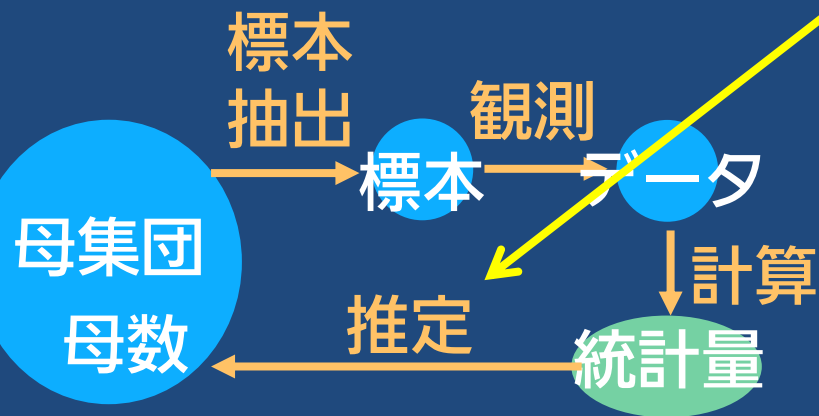 標本
抽出
観測
標本
データ
母集団
母数
計算
推定
統計量